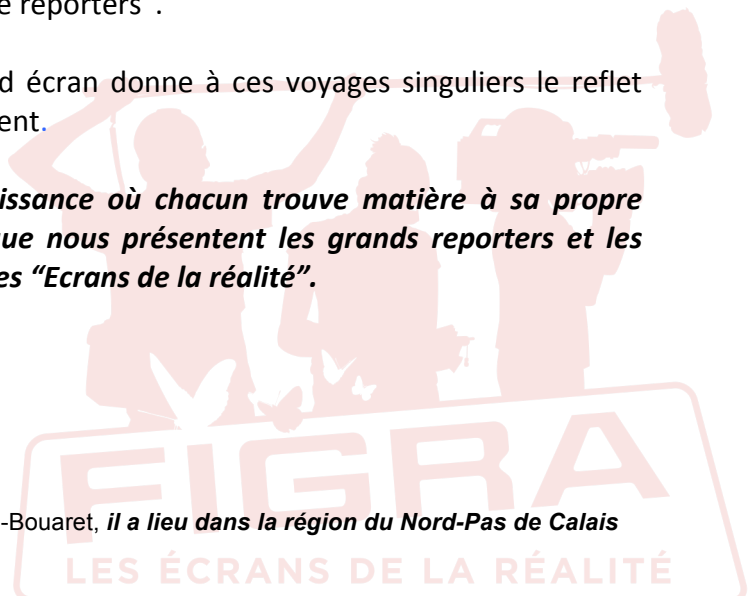 e reporters".
d écran donne à ces voyages singuliers le reflet
ent.
issance où chacun trouve matière à sa propre
ue nous présentent les grands reporters et les
es “Ecrans de la réalité”.
FIGRA
-Bouaret, il a lieu dans la région du Nord-Pas de Calais
LES ÉCRANS DE LA RÉALITÉ